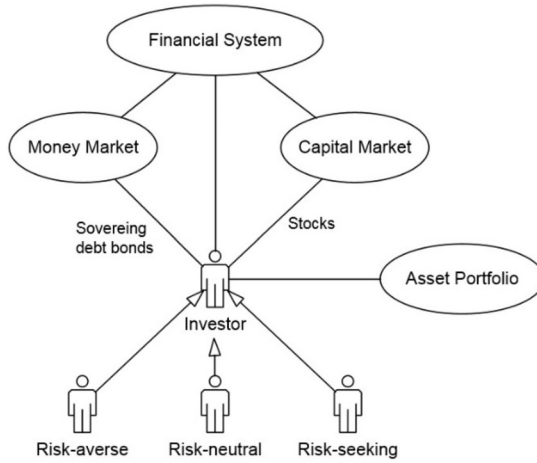 Financial System
Money Market
Capital Market
Sovereing
debt bonds
Stocks
Asset Portfolio
Investor
Risk-averse
Risk-neutral
Risk-seeking